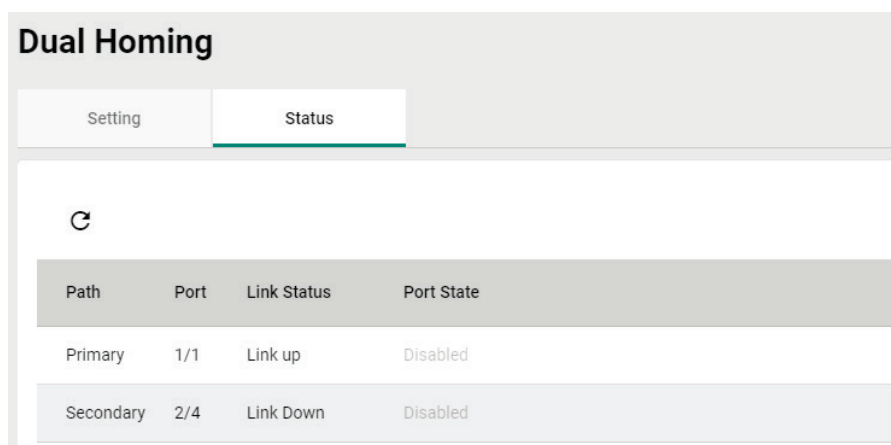 Dual Homing
Setting Status
Path Port Link Status Port State
Primary 1/1 Link up Disabled
Secondary 2/4 Link Down Disabled